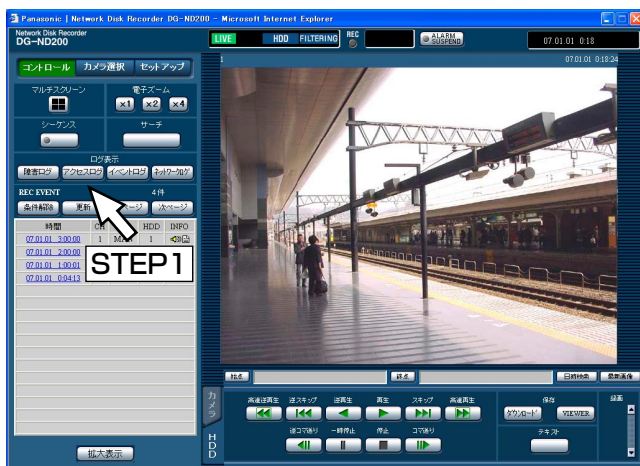 Panasonic | Network Disk Recorder DG-ND200 - Microsoft Internet Explorer
Network Disk Recorder
DG-ND200
LIVE HDD FILTERING REC ALARM SUSPEND 07.01.01 0:18
コントロール カメラ選択 セットアップ
マルチスクリーン 電子ズーム
×1 ×2 ×4
シーケンス サーチ
ログ表示
障害ログ アクセスログ イベントログ ネットワークログ
REC EVENT 4件
条件解除 更新 ページ 次ページ
時間 CH HDD INFO
07.01.01 3:00:00 1 MAN 1
07.01.01 2:00:00
07.01.01 1:00:01
07.01.01 0:04:13
STEP1
拡大表示
1 07.01.01 0:18:24
始点 終点 日時検索 最新画像
カメラ
HDD
高速逆再生 逆スキップ 逆再生 再生 スキップ 高速再生
逆コマ送り 一時停止 停止 コマ送り
保存
ダウンロード VIEWER
テキスト
録画